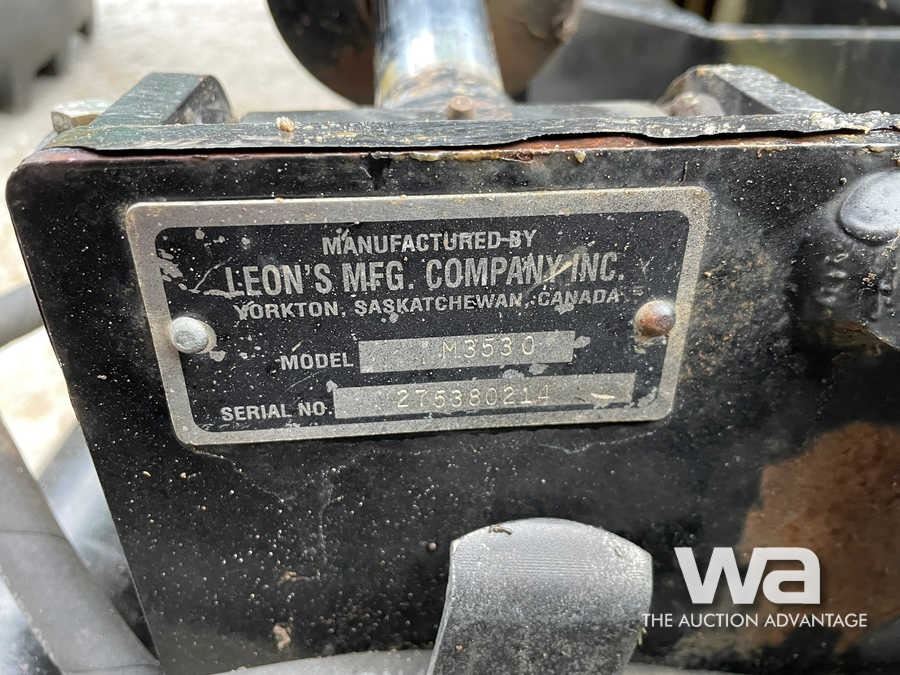 MANUFACTURED BY
LEON'S MFG. COMPANY, INC.
YORKTON, SASKATCHEWAN, CANADA
MODEL M3530
SERIAL NO. 275380214
wa
THE AUCTION ADVANTAGE